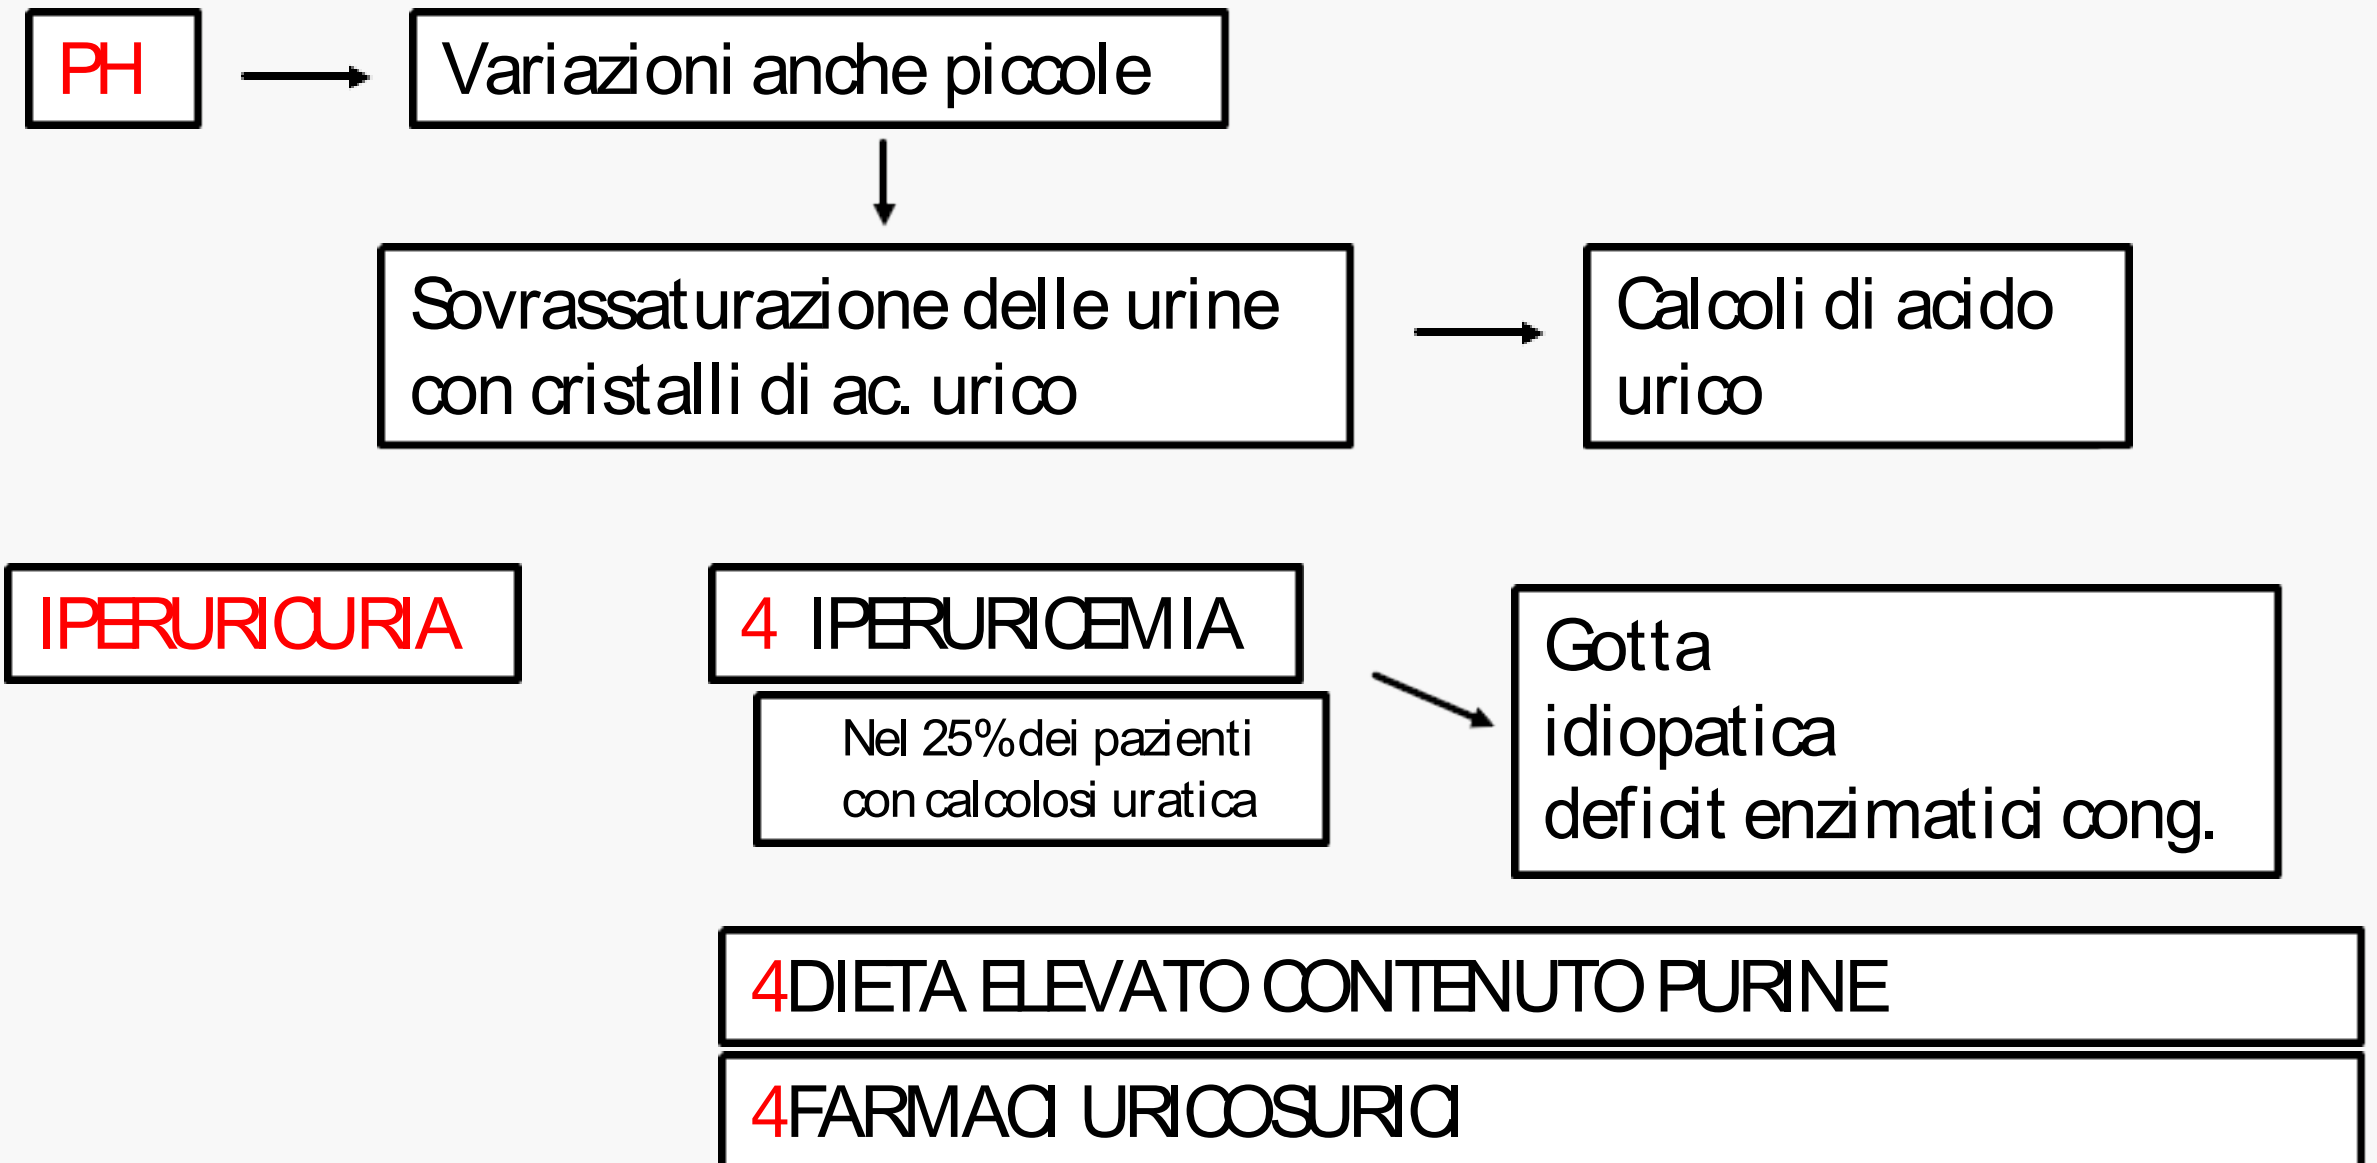 PH
Variazioni anche piccole
Sovrassaturazione delle urine
con cristalli di ac. urico
Calcoli di acido
urico
IPERURICURIA
4 IPERURICEMIA
Nel 25% dei pazienti
con calcolosi uratica
Gotta
idiopatica
deficit enzimatici cong.
4DIETA ELEVATO CONTENUTO PURINE
4FARMACI URICOSURICI